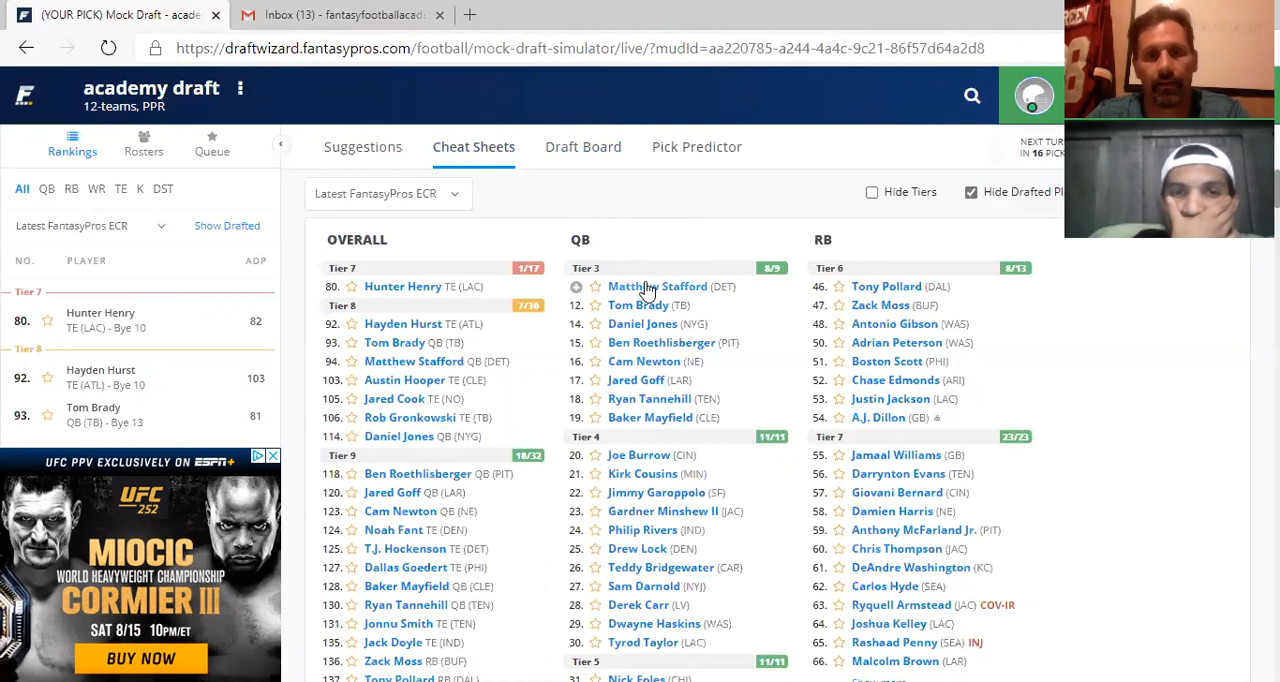 (YOUR PICK) Mock Draft - acade
Inbox (13) - fantasyfootballacad
https://draftwizard.fantasypros.com/football/mock-draft-simulator/live/?mudId=aa220785-a244-4a4c-9c21-86f57d64a2d8
academy draft
12-teams, PPR
Rankings
Rosters
Queue
Suggestions
Cheat Sheets
Draft Board
Pick Predictor
NEXT TUR
IN 16 PICK
All QB RB WR TE K DST
Latest FantasyPros ECR
Show Drafted
NO. PLAYER ADP
Tier 7
80. Hunter Henry 82
TE (LAC) - Bye 10
Tier 8
92. Hayden Hurst 103
TE (ATL) - Bye 10
93. Tom Brady 81
QB (TB) - Bye 13
UFC PPV EXCLUSIVELY ON ESPN+
UFC
252
MIOCIC
WORLD HEAVYWEIGHT CHAMPIONSHIP
CORMIER III
SAT 8/15 10PM/ET
BUY NOW
Latest FantasyPros ECR
Hide Tiers
Hide Drafted Pl
OVERALL
Tier 7 1/17
80. Hunter Henry TE (LAC)
Tier 8 7/30
92. Hayden Hurst TE (ATL)
93. Tom Brady QB (TB)
94. Matthew Stafford QB (DET)
103. Austin Hooper TE (CLE)
105. Jared Cook TE (NO)
106. Rob Gronkowski TE (TB)
114. Daniel Jones QB (NYG)
Tier 9 18/32
118. Ben Roethlisberger QB (PIT)
120. Jared Goff QB (LAR)
123. Cam Newton QB (NE)
124. Noah Fant TE (DEN)
125. T.J. Hockenson TE (DET)
127. Dallas Goedert TE (PHI)
128. Baker Mayfield QB (CLE)
130. Ryan Tannehill QB (TEN)
131. Jonnu Smith TE (TEN)
135. Jack Doyle TE (IND)
136. Zack Moss RB (BUF)
137. Tony Pollard RB (DAL)
QB
Tier 3 8/9
Matthew Stafford (DET)
12. Tom Brady (TB)
14. Daniel Jones (NYG)
15. Ben Roethlisberger (PIT)
16. Cam Newton (NE)
17. Jared Goff (LAR)
18. Ryan Tannehill (TEN)
19. Baker Mayfield (CLE)
Tier 4 11/11
20. Joe Burrow (CIN)
21. Kirk Cousins (MIN)
22. Jimmy Garoppolo (SF)
23. Gardner Minshew II (JAC)
24. Philip Rivers (IND)
25. Drew Lock (DEN)
26. Teddy Bridgewater (CAR)
27. Sam Darnold (NYJ)
28. Derek Carr (LV)
29. Dwayne Haskins (WAS)
30. Tyrod Taylor (LAC)
Tier 5 11/11
31. Nick Foles (CHI)
RB
Tier 6 8/13
46. Tony Pollard (DAL)
47. Zack Moss (BUF)
48. Antonio Gibson (WAS)
50. Adrian Peterson (WAS)
51. Boston Scott (PHI)
52. Chase Edmonds (ARI)
53. Justin Jackson (LAC)
54. A.J. Dillon (GB)
Tier 7 23/23
55. Jamaal Williams (GB)
56. Darrynton Evans (TEN)
57. Giovani Bernard (CIN)
58. Damien Harris (NE)
59. Anthony McFarland Jr. (PIT)
60. Chris Thompson (JAC)
61. DeAndre Washington (KC)
62. Carlos Hyde (SEA)
63. Ryquell Armstead (JAC) COV-IR
64. Joshua Kelley (LAC)
65. Rashaad Penny (SEA) INJ
66. Malcolm Brown (LAR)